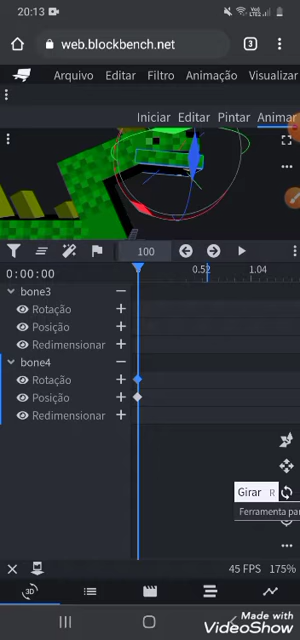 20:13
VoLTE2
web.blockbench.net
3
Arquivo Editar Filtro Animação Visualizar
Iniciar Editar Pintar Animar
100
0:00:00
0.52 1.04
bone3
Rotação
Posição
Redimensionar
bone4
Rotação
Posição
Redimensionar
Girar R
Ferramenta par
45 FPS 175%
3D
MADE WITH
VideoShow